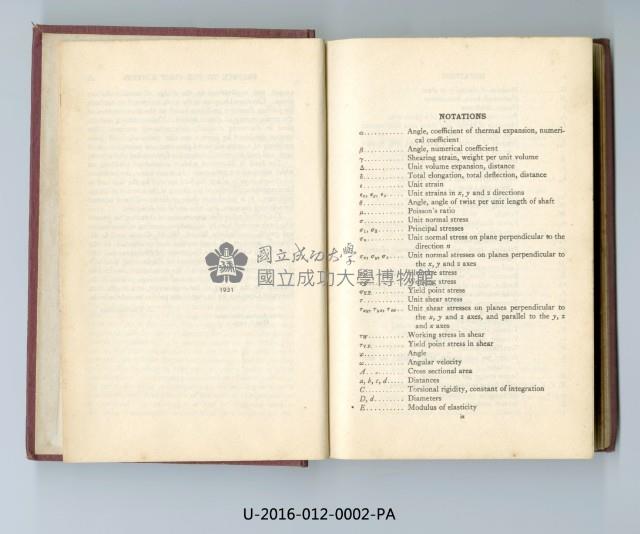 NOTATIONS
α.......... Angle, coefficient of thermal expansion, numeri-
cal coefficient
β.......... Angle, numerical coefficient
γ.......... Shearing strain, weight per unit volume
Δ.......... Unit volume expansion, distance
δ.......... Total elongation, total deflection, distance
ε.......... Unit strain
εx, εy, εz.. Unit strains in x, y and z directions
θ.......... Angle, angle of twist per unit length of shaft
μ.......... Poisson's ratio
σ.......... Unit normal stress
σ1, σ2..... Principal stresses
σn......... Unit normal stress on plane perpendicular to the
direction n
σx, σy, σz.. Unit normal stresses on planes perpendicular to
the x, y and z axes
stress
stress
σY.P....... Yield point stress
τ.......... Unit shear stress
τxy, τyz, τzx.. Unit shear stresses on planes perpendicular to
the x, y and z axes, and parallel to the y, z
and x axes
τW......... Working stress in shear
τY.P....... Yield point stress in shear
φ.......... Angle
ω.......... Angular velocity
A.......... Cross sectional area
a, b, c, d.... Distances
C.......... Torsional rigidity, constant of integration
D, d....... Diameters
E.......... Modulus of elasticity
ix
1931
國立成功大學
國立成功大學博物館
U-2016-012-0002-PA